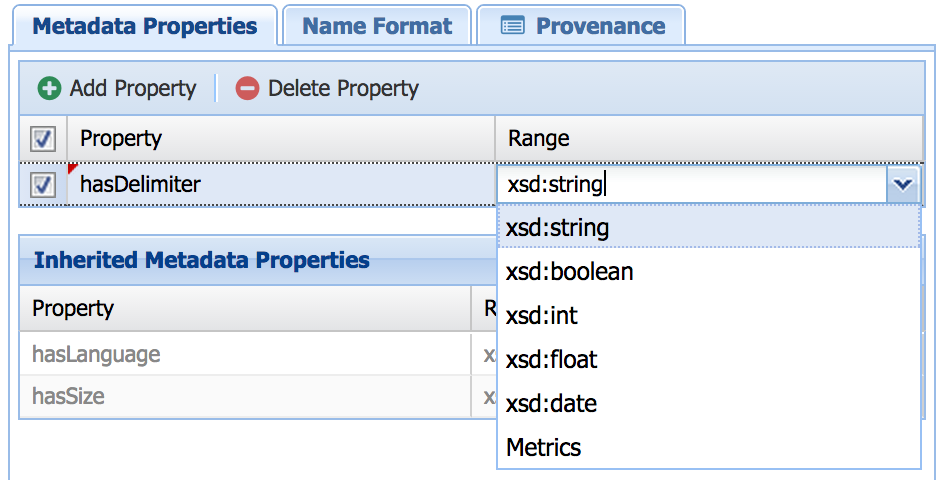 Metadata Properties Name Format Provenance
Add Property Delete Property
Property Range
hasDelimiter xsd:string
xsd:string
Inherited Metadata Properties
xsd:boolean
Property R
xsd:int
hasLanguage x
xsd:float
hasSize x
xsd:date
Metrics